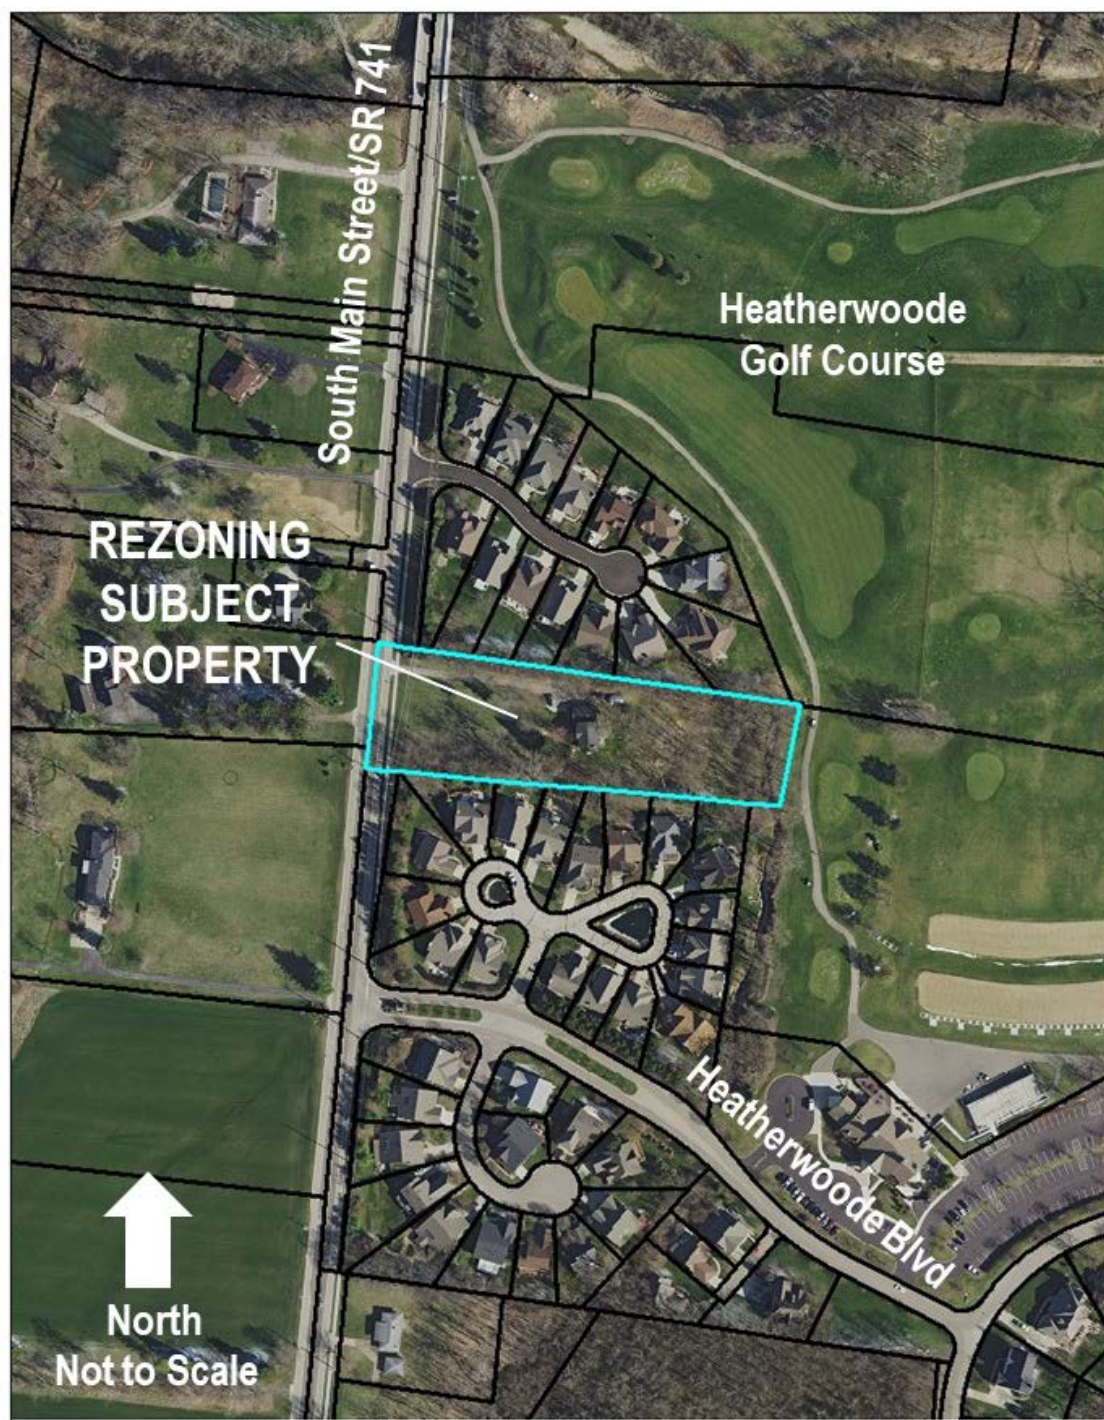 South Main Street/SR 741
Heatherwoode
Golf Course
REZONING
SUBJECT
PROPERTY
Heatherwoode Blvd
North
Not to Scale